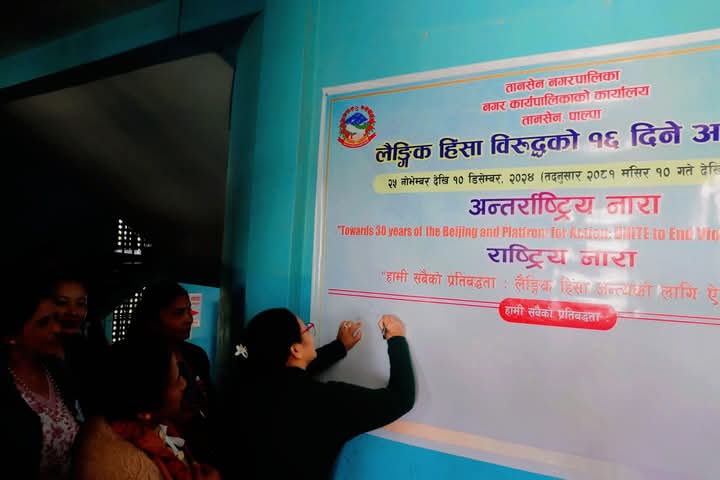 तानसेन नगरपालिका
नगर कार्यपालिकाको कार्यालय
तानसेन पाल्पा
लैङ्गिक हिंसा विरुद्धको १६ दिने अ
२५ नोभेम्बर देखि १० डिसेम्बर, २०२४ (तदनुसार २०८१ मंसिर १० गते देखि
अन्तर्राष्ट्रिय नारा
"Towards 30 years of the Beijing and Platfrom for Action: UNITE to End Vio
राष्ट्रिय नारा
"हामी सबैको प्रतिबद्धता : लैङ्गिक हिंसा अन्त्यको लागि ऐ
हामी सबैको प्रतिबद्धता :